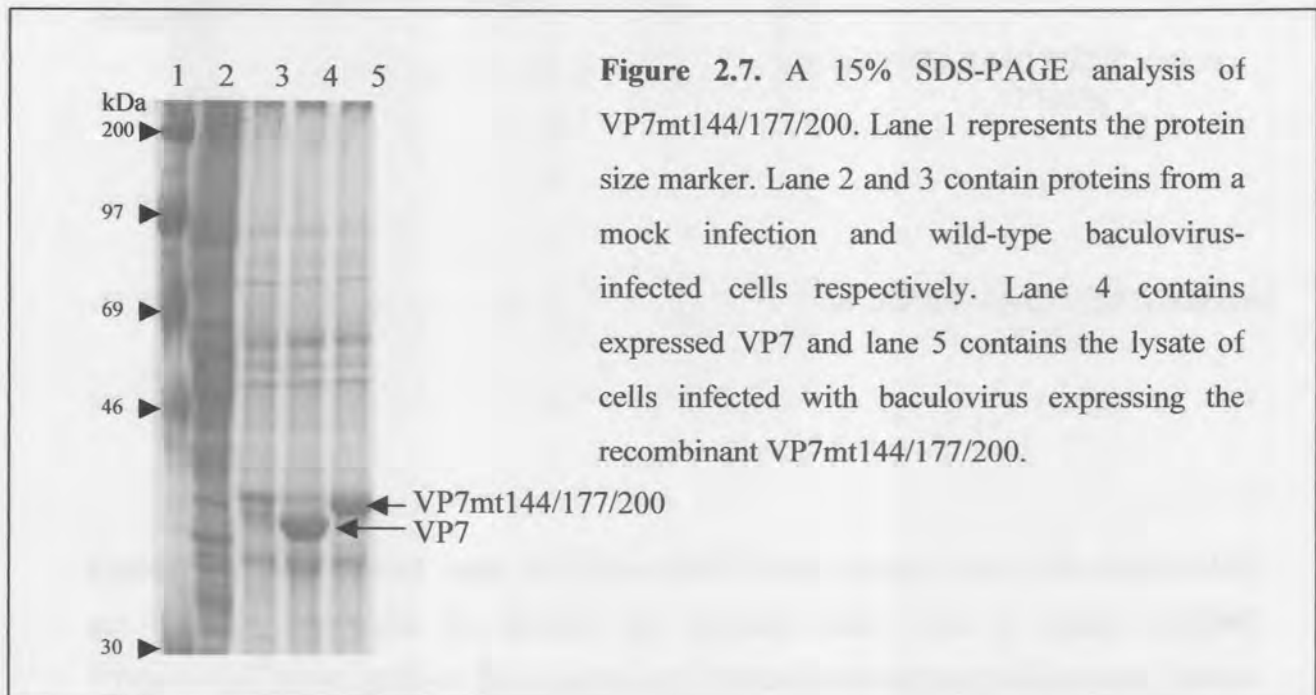 1 2 3 4 5
kDa
200
97
69
46
30
VP7mt144/177/200
VP7
Figure 2.7. A 15% SDS-PAGE analysis of
VP7mt144/177/200. Lane 1 represents the protein
size marker. Lane 2 and 3 contain proteins from a
mock infection and wild-type baculovirus-
infected cells respectively. Lane 4 contains
expressed VP7 and lane 5 contains the lysate of
cells infected with baculovirus expressing the
recombinant VP7mt144/177/200.